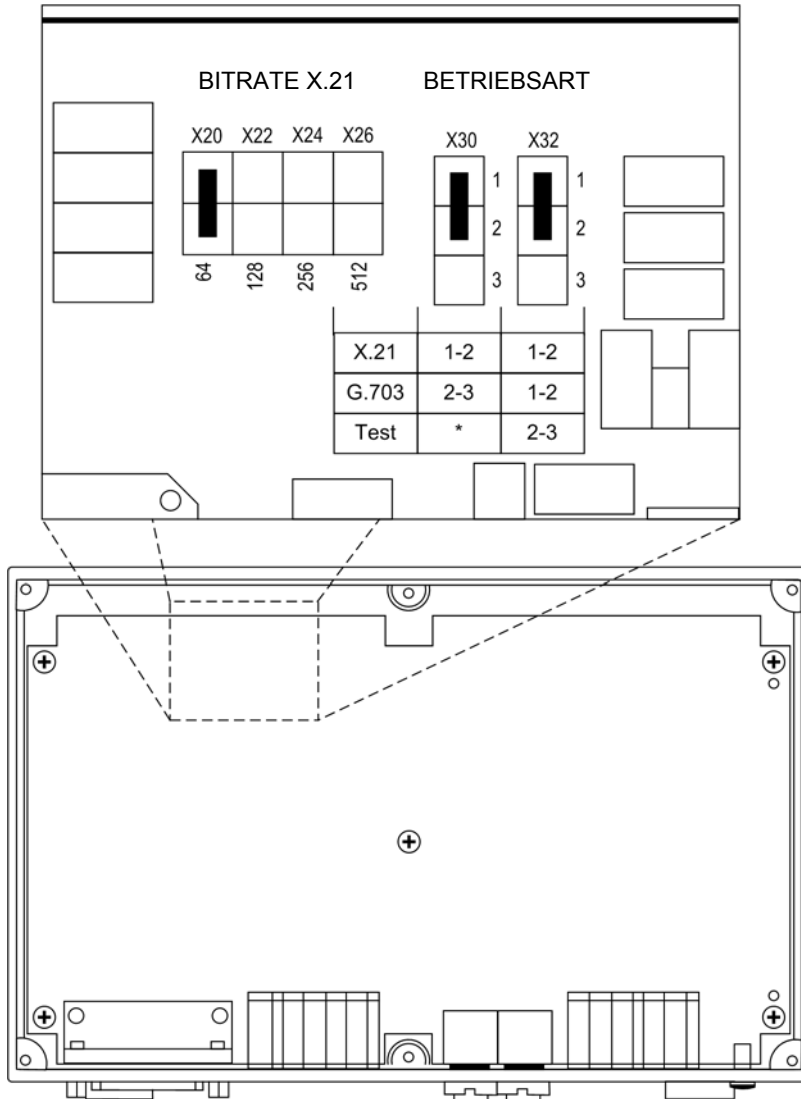 BITRATE X.21 BETRIEBSART
X20 X22 X24 X26 X30 X32
1 1
2 2
64 128 256 512 3 3
X.21 1-2 1-2
G.703 2-3 1-2
Test * 2-3